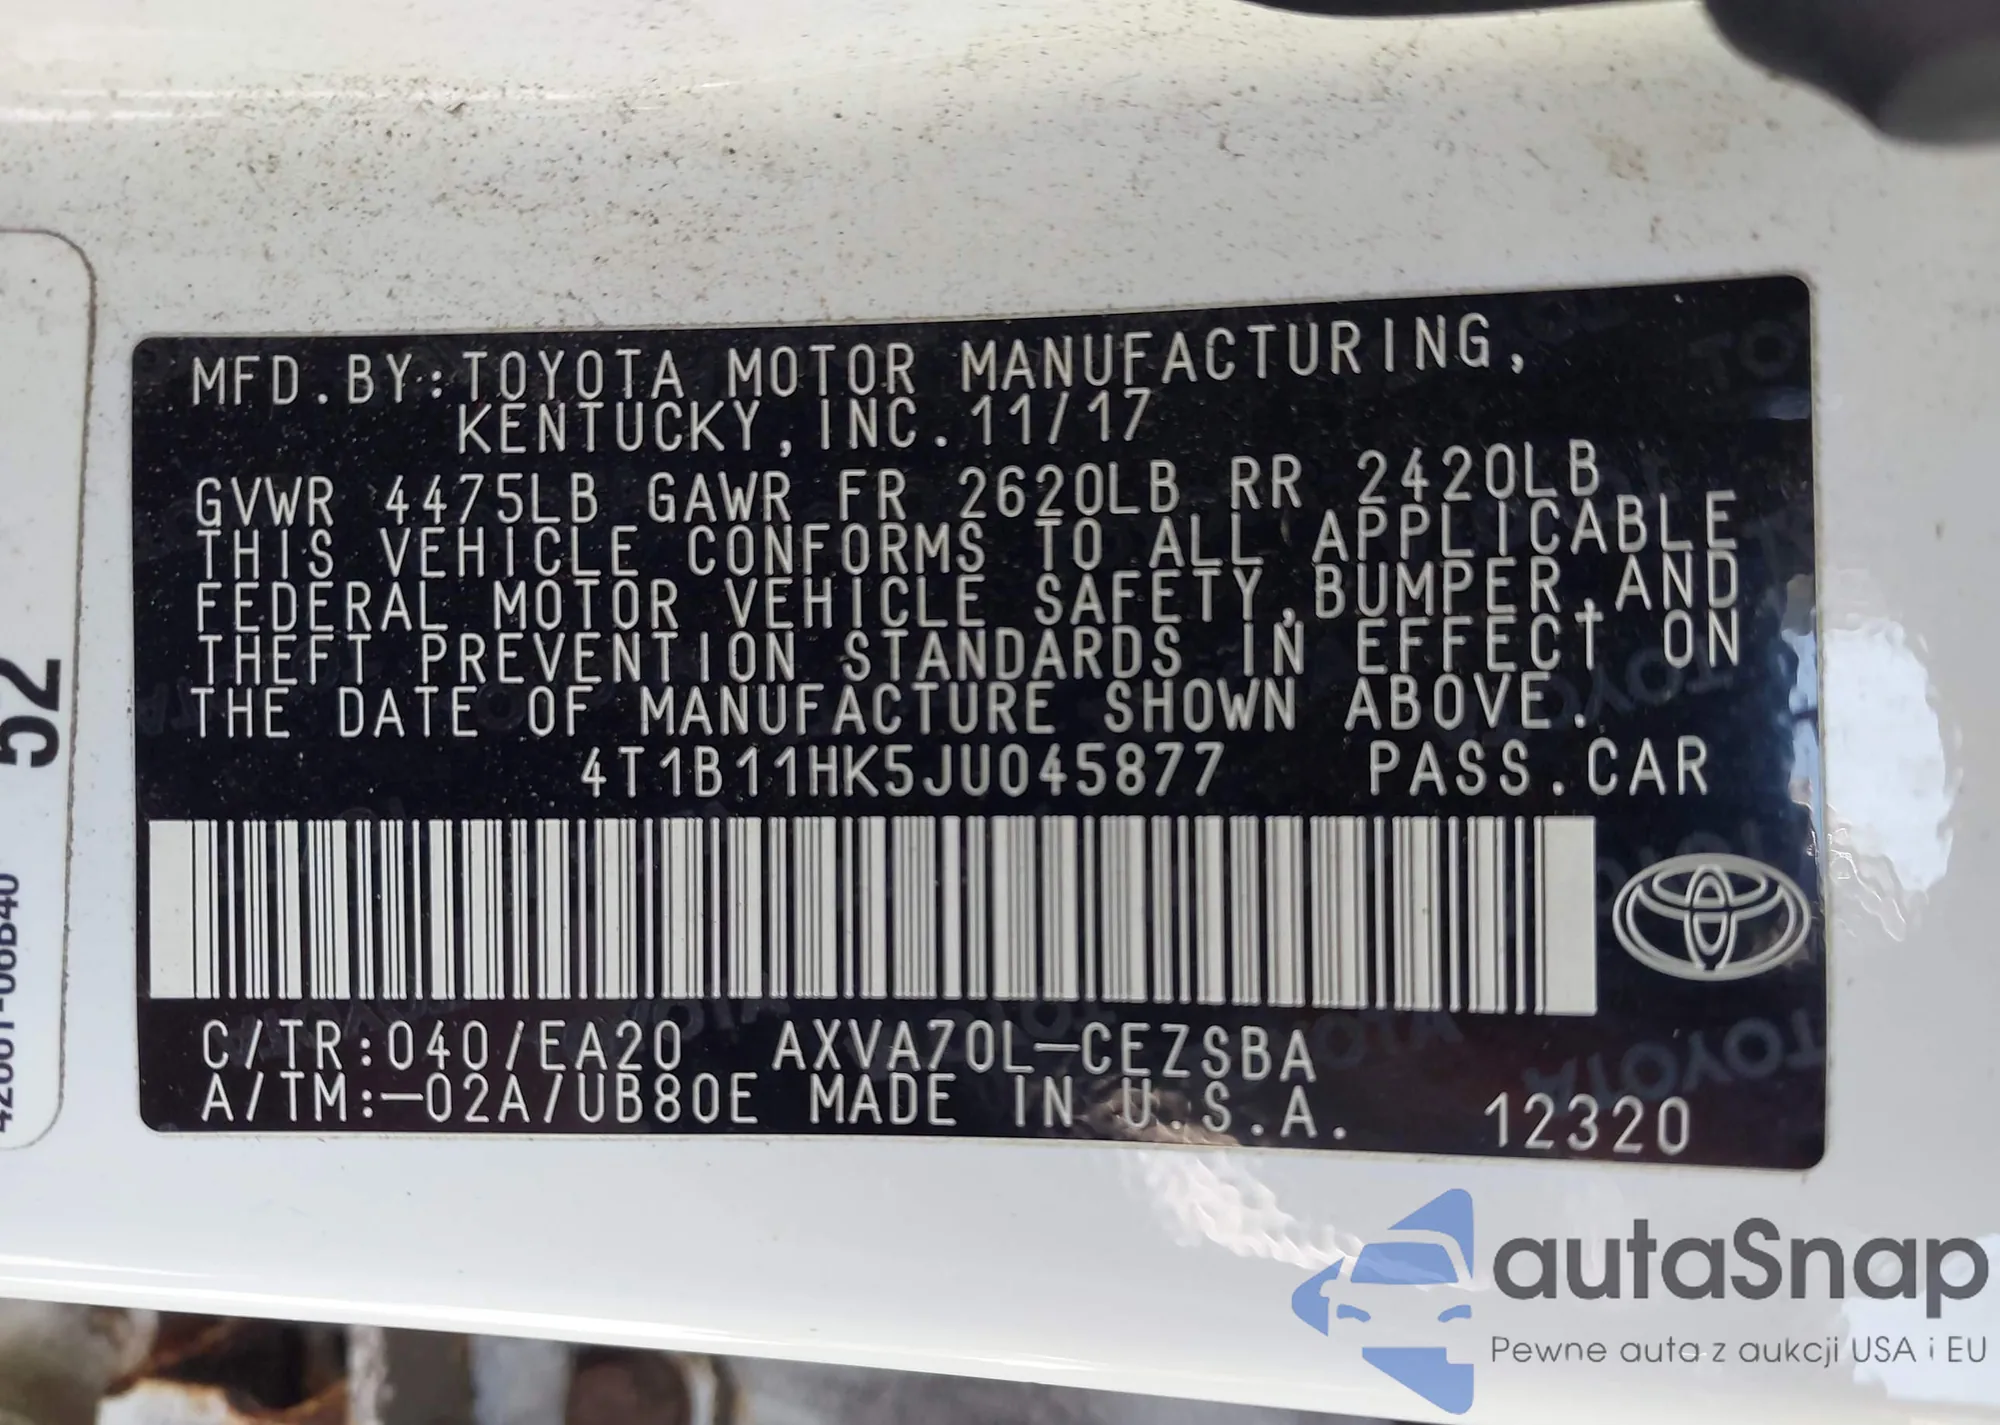 MFD.BY:TOYOTA MOTOR MANUFACTURING,
KENTUCKY,INC.11/17
GVWR 4475LB GAWR FR 2620LB RR 2420LB
THIS VEHICLE CONFORMS TO ALL APPLICABLE
FEDERAL MOTOR VEHICLE SAFETY,BUMPER,AND
THEFT PREVENTION STANDARDS IN EFFECT ON
THE DATE OF MANUFACTURE SHOWN ABOVE.
4T1B11HK5JU045877 PASS.CAR
C/TR:040/EA20 AXVA70L-CEZSBA
A/TM:-02A/UB80E MADE IN U.S.A. 12320
52
autaSnap
Pewne auta z aukcji USA i EU